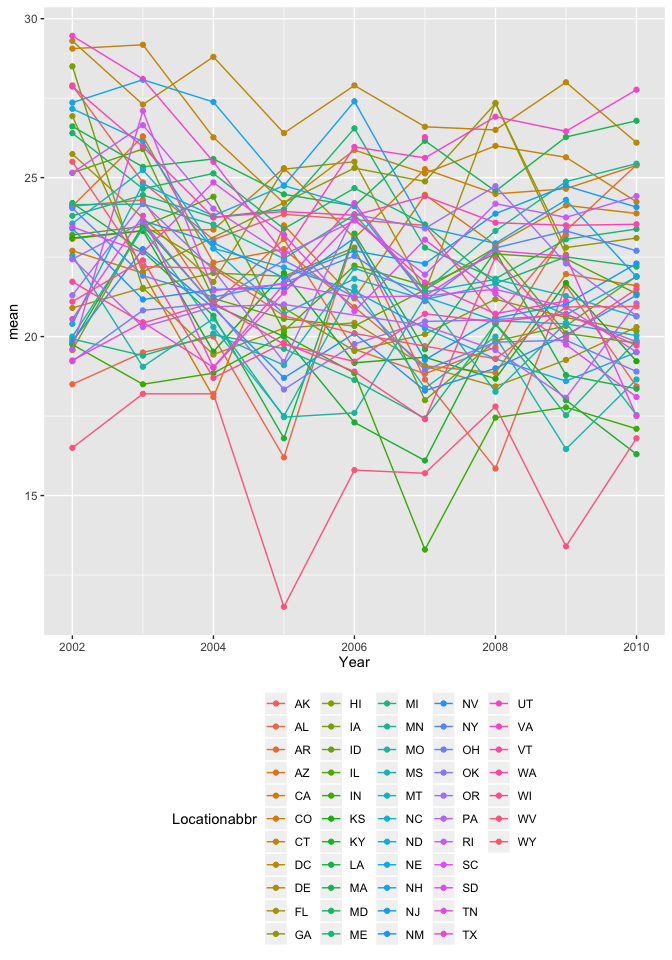 30
25
20
15
mean
2002 2004 2006 2008 2010
Year
Locationabbr
AK HI MI NV UT
AL IA MN NY VA
AR ID MO OH VT
AZ IL MS OK WA
CA IN MT OR WI
CO KS NC PA WV
CT KY ND RI WY
DC LA NE SC
DE MA NH SD
FL MD NJ TN
GA ME NM TX